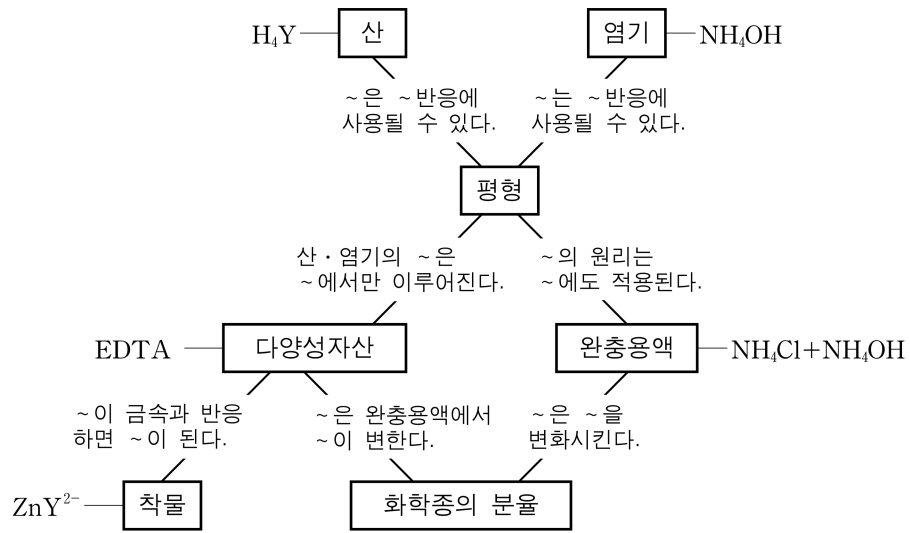 H₄Y 산 염기 NH₄OH
~은 ~반응에
사용될 수 있다.
~는 ~반응에
사용될 수 있다.
평형
산·염기의 ~은
~에서만 이루어진다.
~의 원리는
~에도 적용된다.
EDTA 다양성자산 완충용액 NH₄Cl+NH₄OH
~이 금속과 반응
하면 ~이 된다.
~은 완충용액에서
~이 변한다.
~은 ~을
변화시킨다.
ZnY²⁻ 착물 화학종의 분율